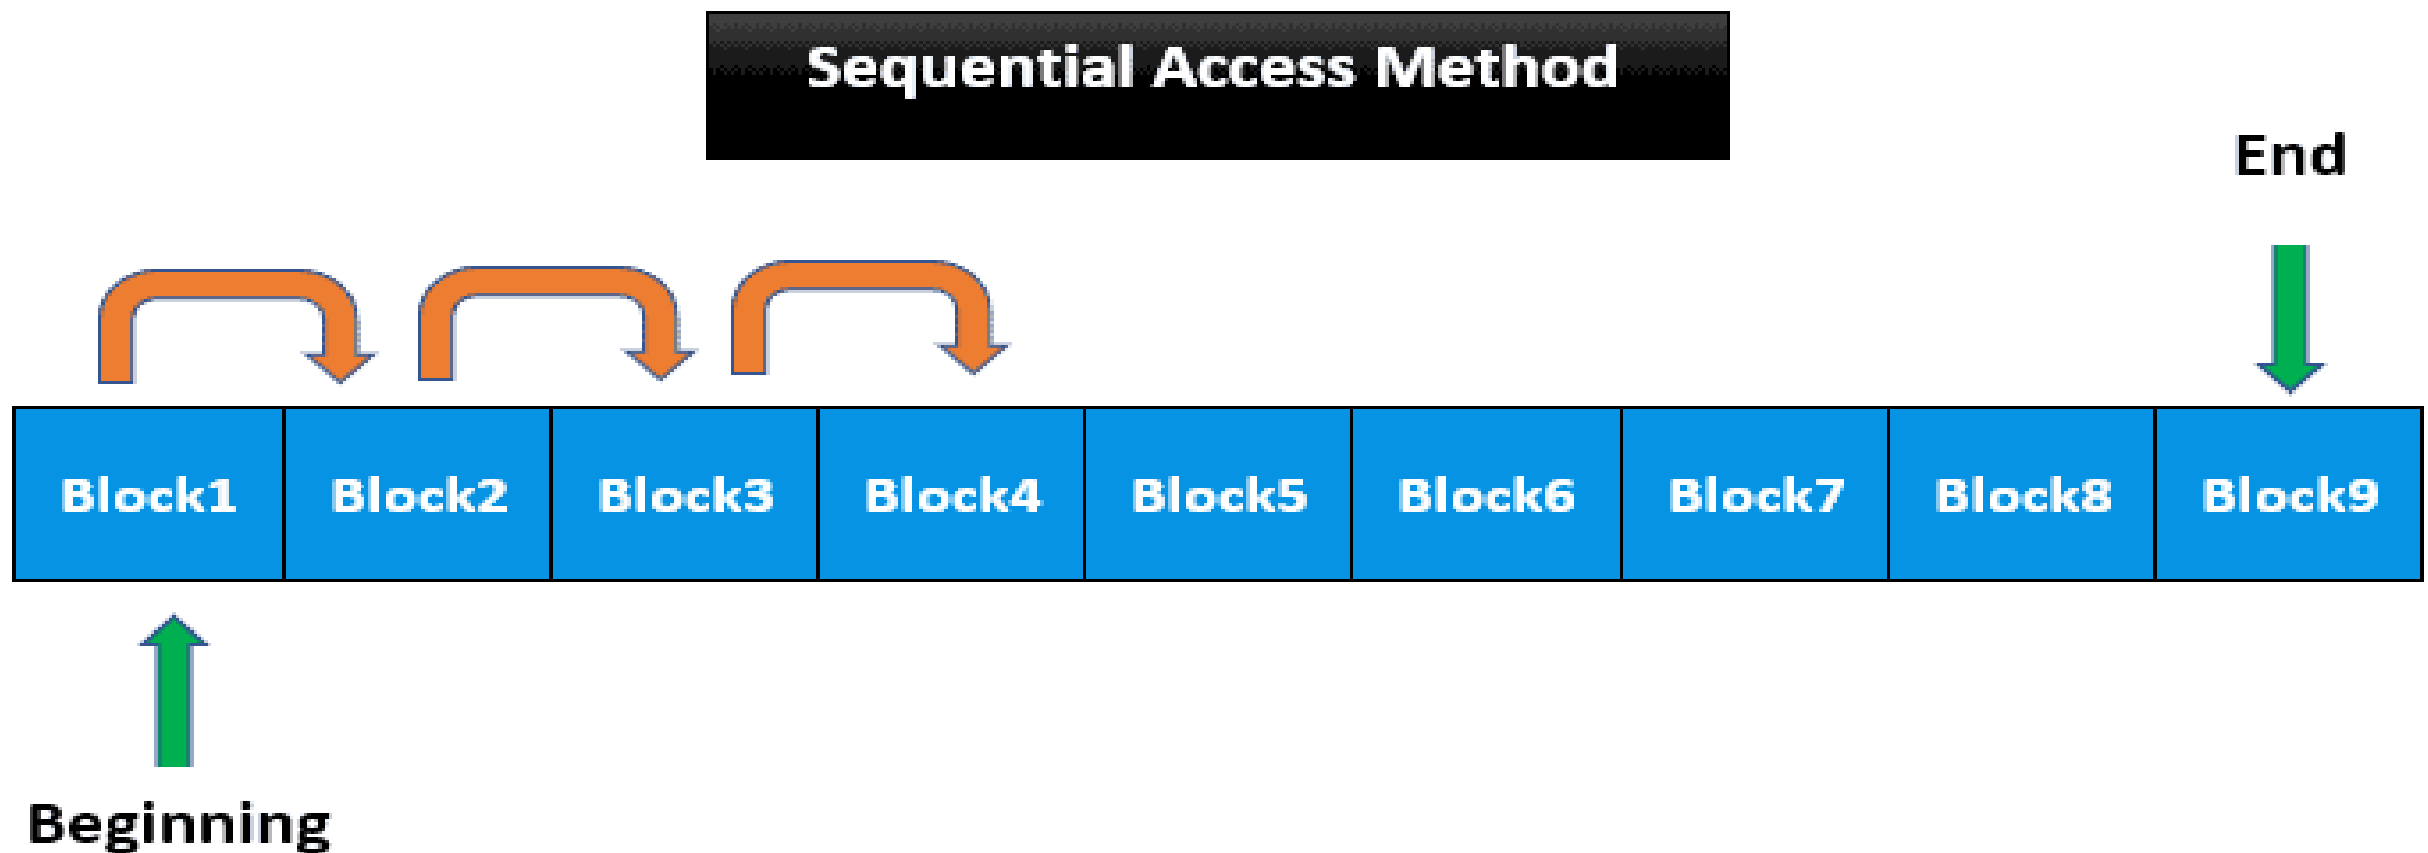 Sequential Access Method
End
Block1 Block2 Block3 Block4 Block5 Block6 Block7 Block8 Block9
Beginning